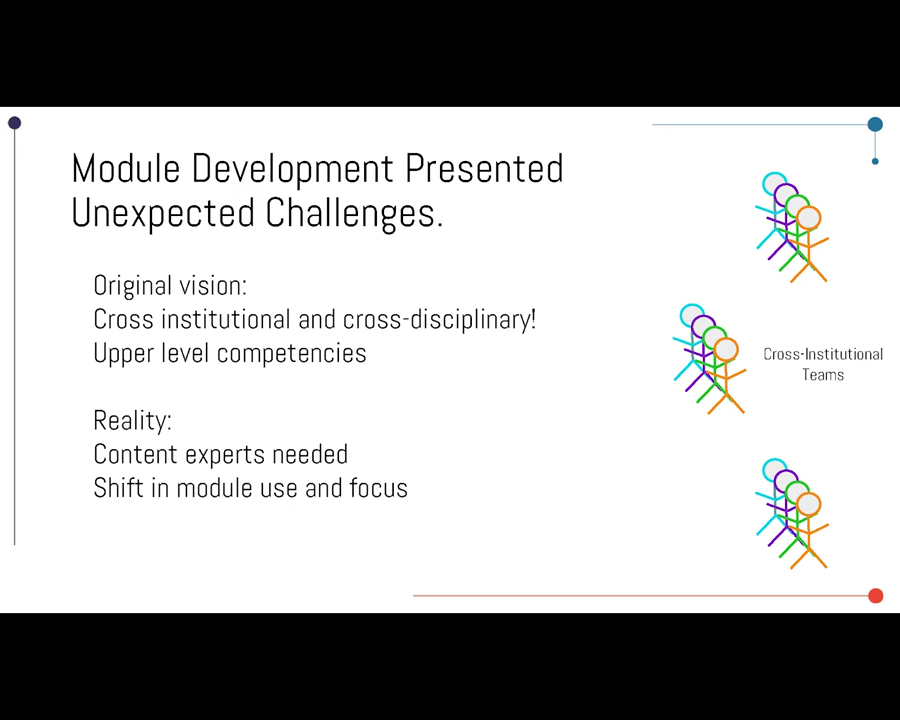 Module Development Presented
Unexpected Challenges.
Original vision:
Cross institutional and cross-disciplinary!
Upper level competencies
Reality:
Content experts needed
Shift in module use and focus
Cross-Institutional
Teams